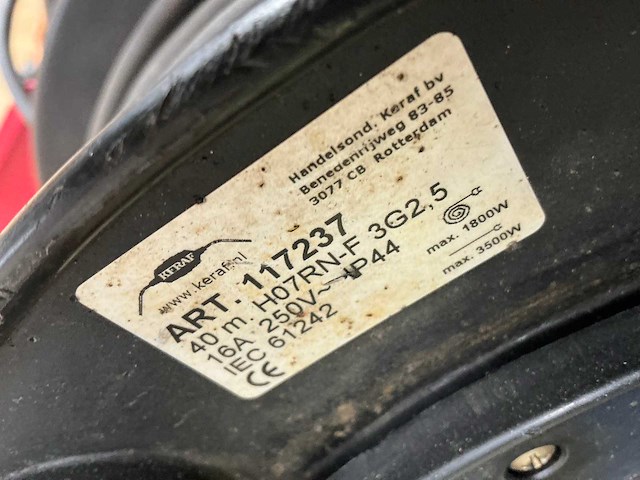 Handelsond. Keraf bv
Benedenrijweg 83-85
3077 CB Rotterdam
KERAF
www.keraf.nl
ART. 117237
40 m. H07RN-F 3G2,5
16A 250V~ IP44
IEC 61242
CE
max. 1800W
max. 3500W